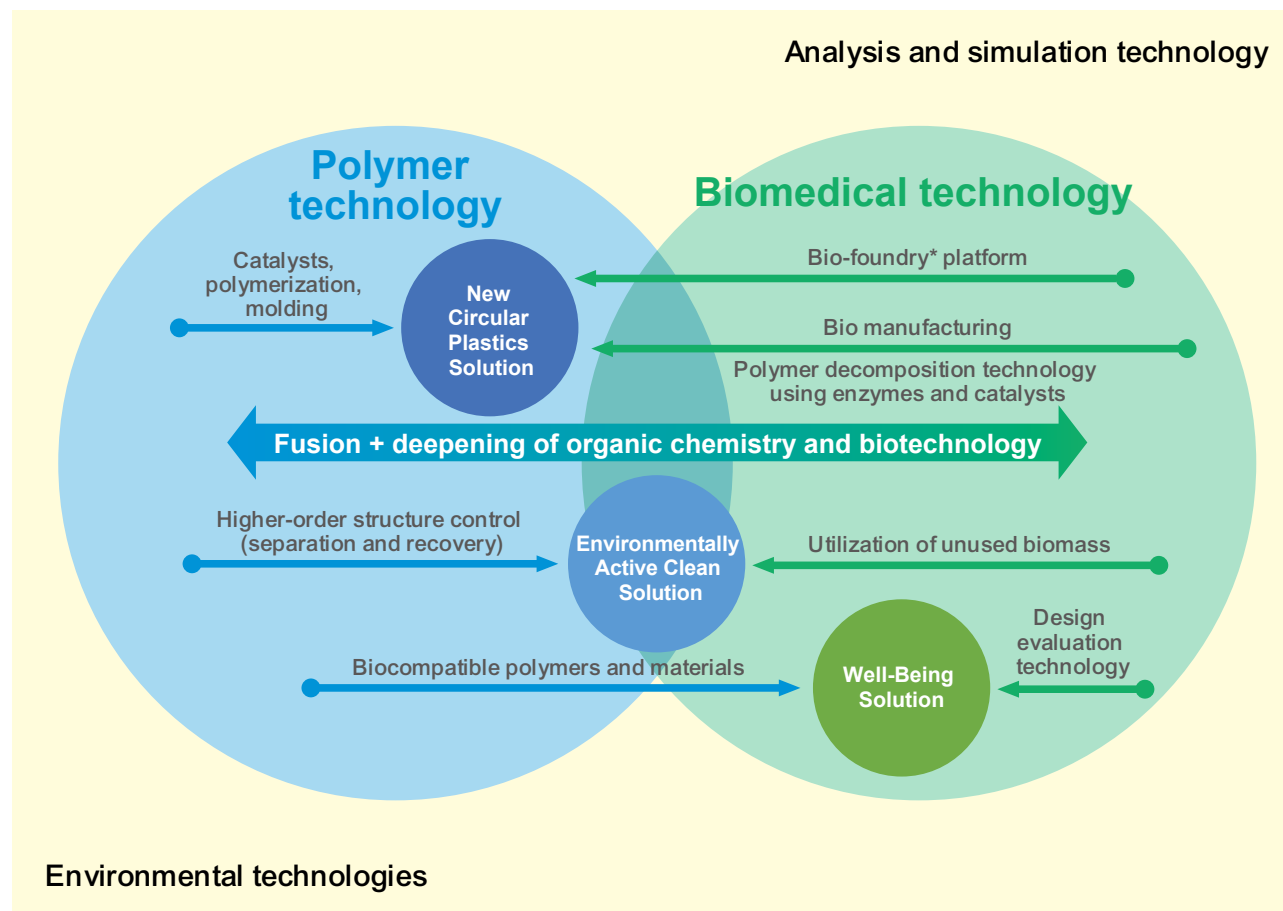 Analysis and simulation technology
Polymer
technology
Biomedical technology
Catalysts,
polymerization,
molding
New
Circular
Plastics
Solution
Bio-foundry* platform
Bio manufacturing
Polymer decomposition technology
using enzymes and catalysts
Fusion + deepening of organic chemistry and biotechnology
Higher-order structure control
(separation and recovery)
Environmentally
Active Clean
Solution
Utilization of unused biomass
Biocompatible polymers and materials
Well-Being
Solution
Design
evaluation
technology
Environmental technologies